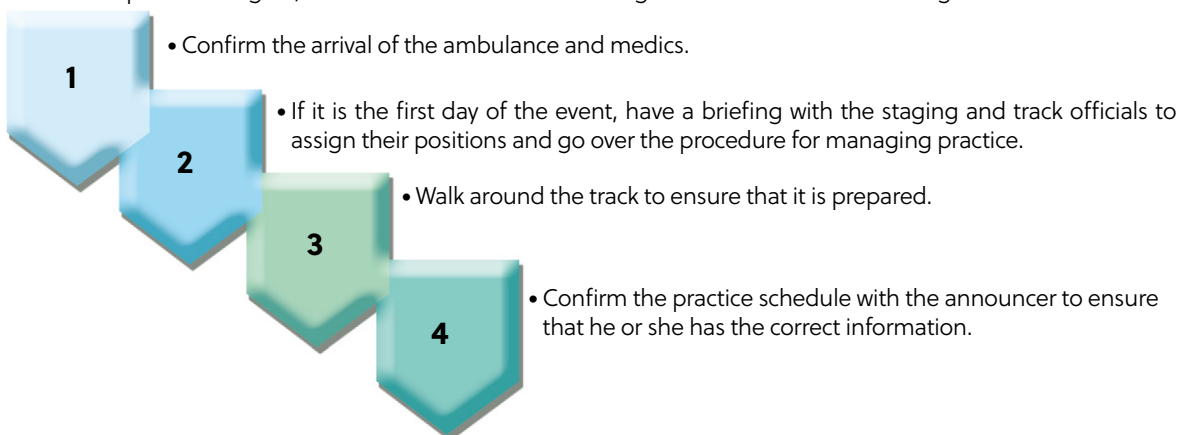 1
• Confirm the arrival of the ambulance and medics.
2
• If it is the first day of the event, have a briefing with the staging and track officials to
assign their positions and go over the procedure for managing practice.
3
• Walk around the track to ensure that it is prepared.
4
• Confirm the practice schedule with the announcer to ensure
that he or she has the correct information.